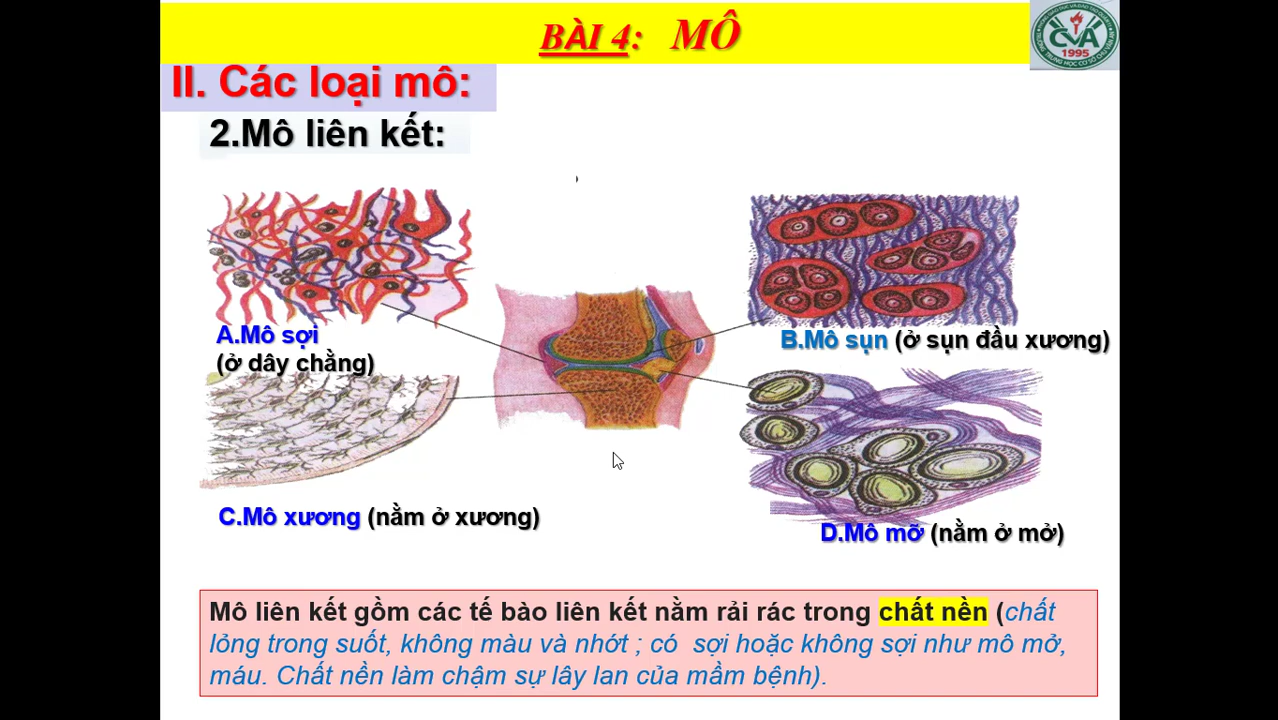 BÀI 4: MÔ
CVA
1995
II. Các loại mô:
2.Mô liên kết:
A.Mô sợi
(ở dây chằng)
B.Mô sụn (ở sụn đầu xương)
C.Mô xương (nằm ở xương)
D.Mô mỡ (nằm ở mở)
Mô liên kết gồm các tế bào liên kết nằm rải rác trong chất nền (chất
lỏng trong suốt, không màu và nhớt ; có sợi hoặc không sợi như mô mở,
máu. Chất nền làm chậm sự lây lan của mầm bệnh).